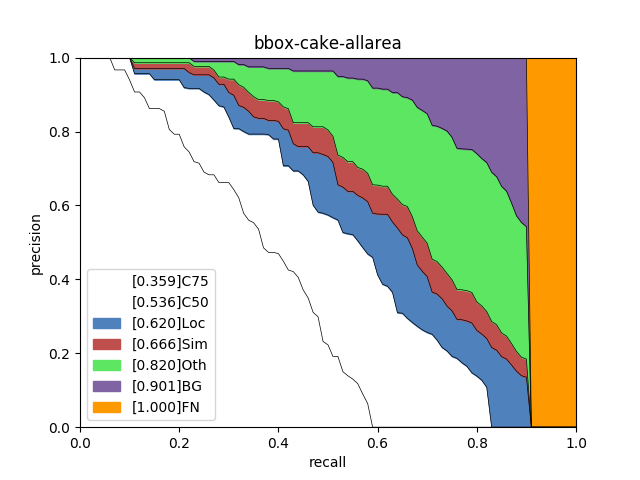 bbox-cake-allarea
1.0
0.8
0.6
0.4
0.2
0.0
precision
[0.359]C75
[0.536]C50
[0.620]Loc
[0.666]Sim
[0.820]Oth
[0.901]BG
[1.000]FN
0.0 0.2 0.4 0.6 0.8 1.0
recall